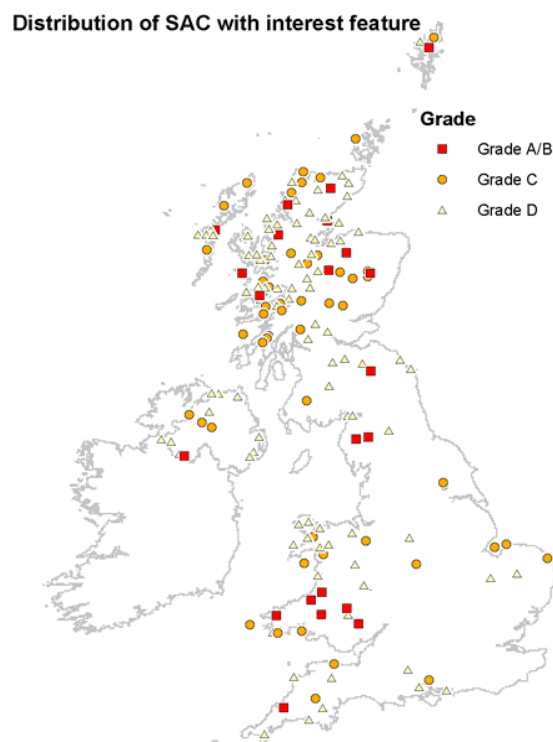 Distribution of SAC with interest feature
Grade
Grade A/B
Grade C
Grade D